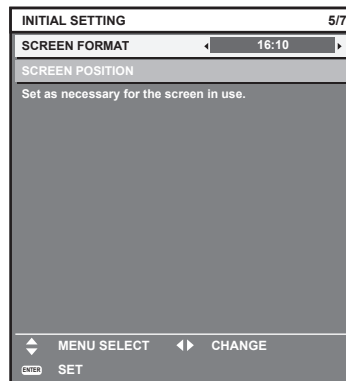 INITIAL SETTING 5/7
SCREEN FORMAT 16:10
SCREEN POSITION
Set as necessary for the screen in use.
MENU SELECT CHANGE
ENTER SET